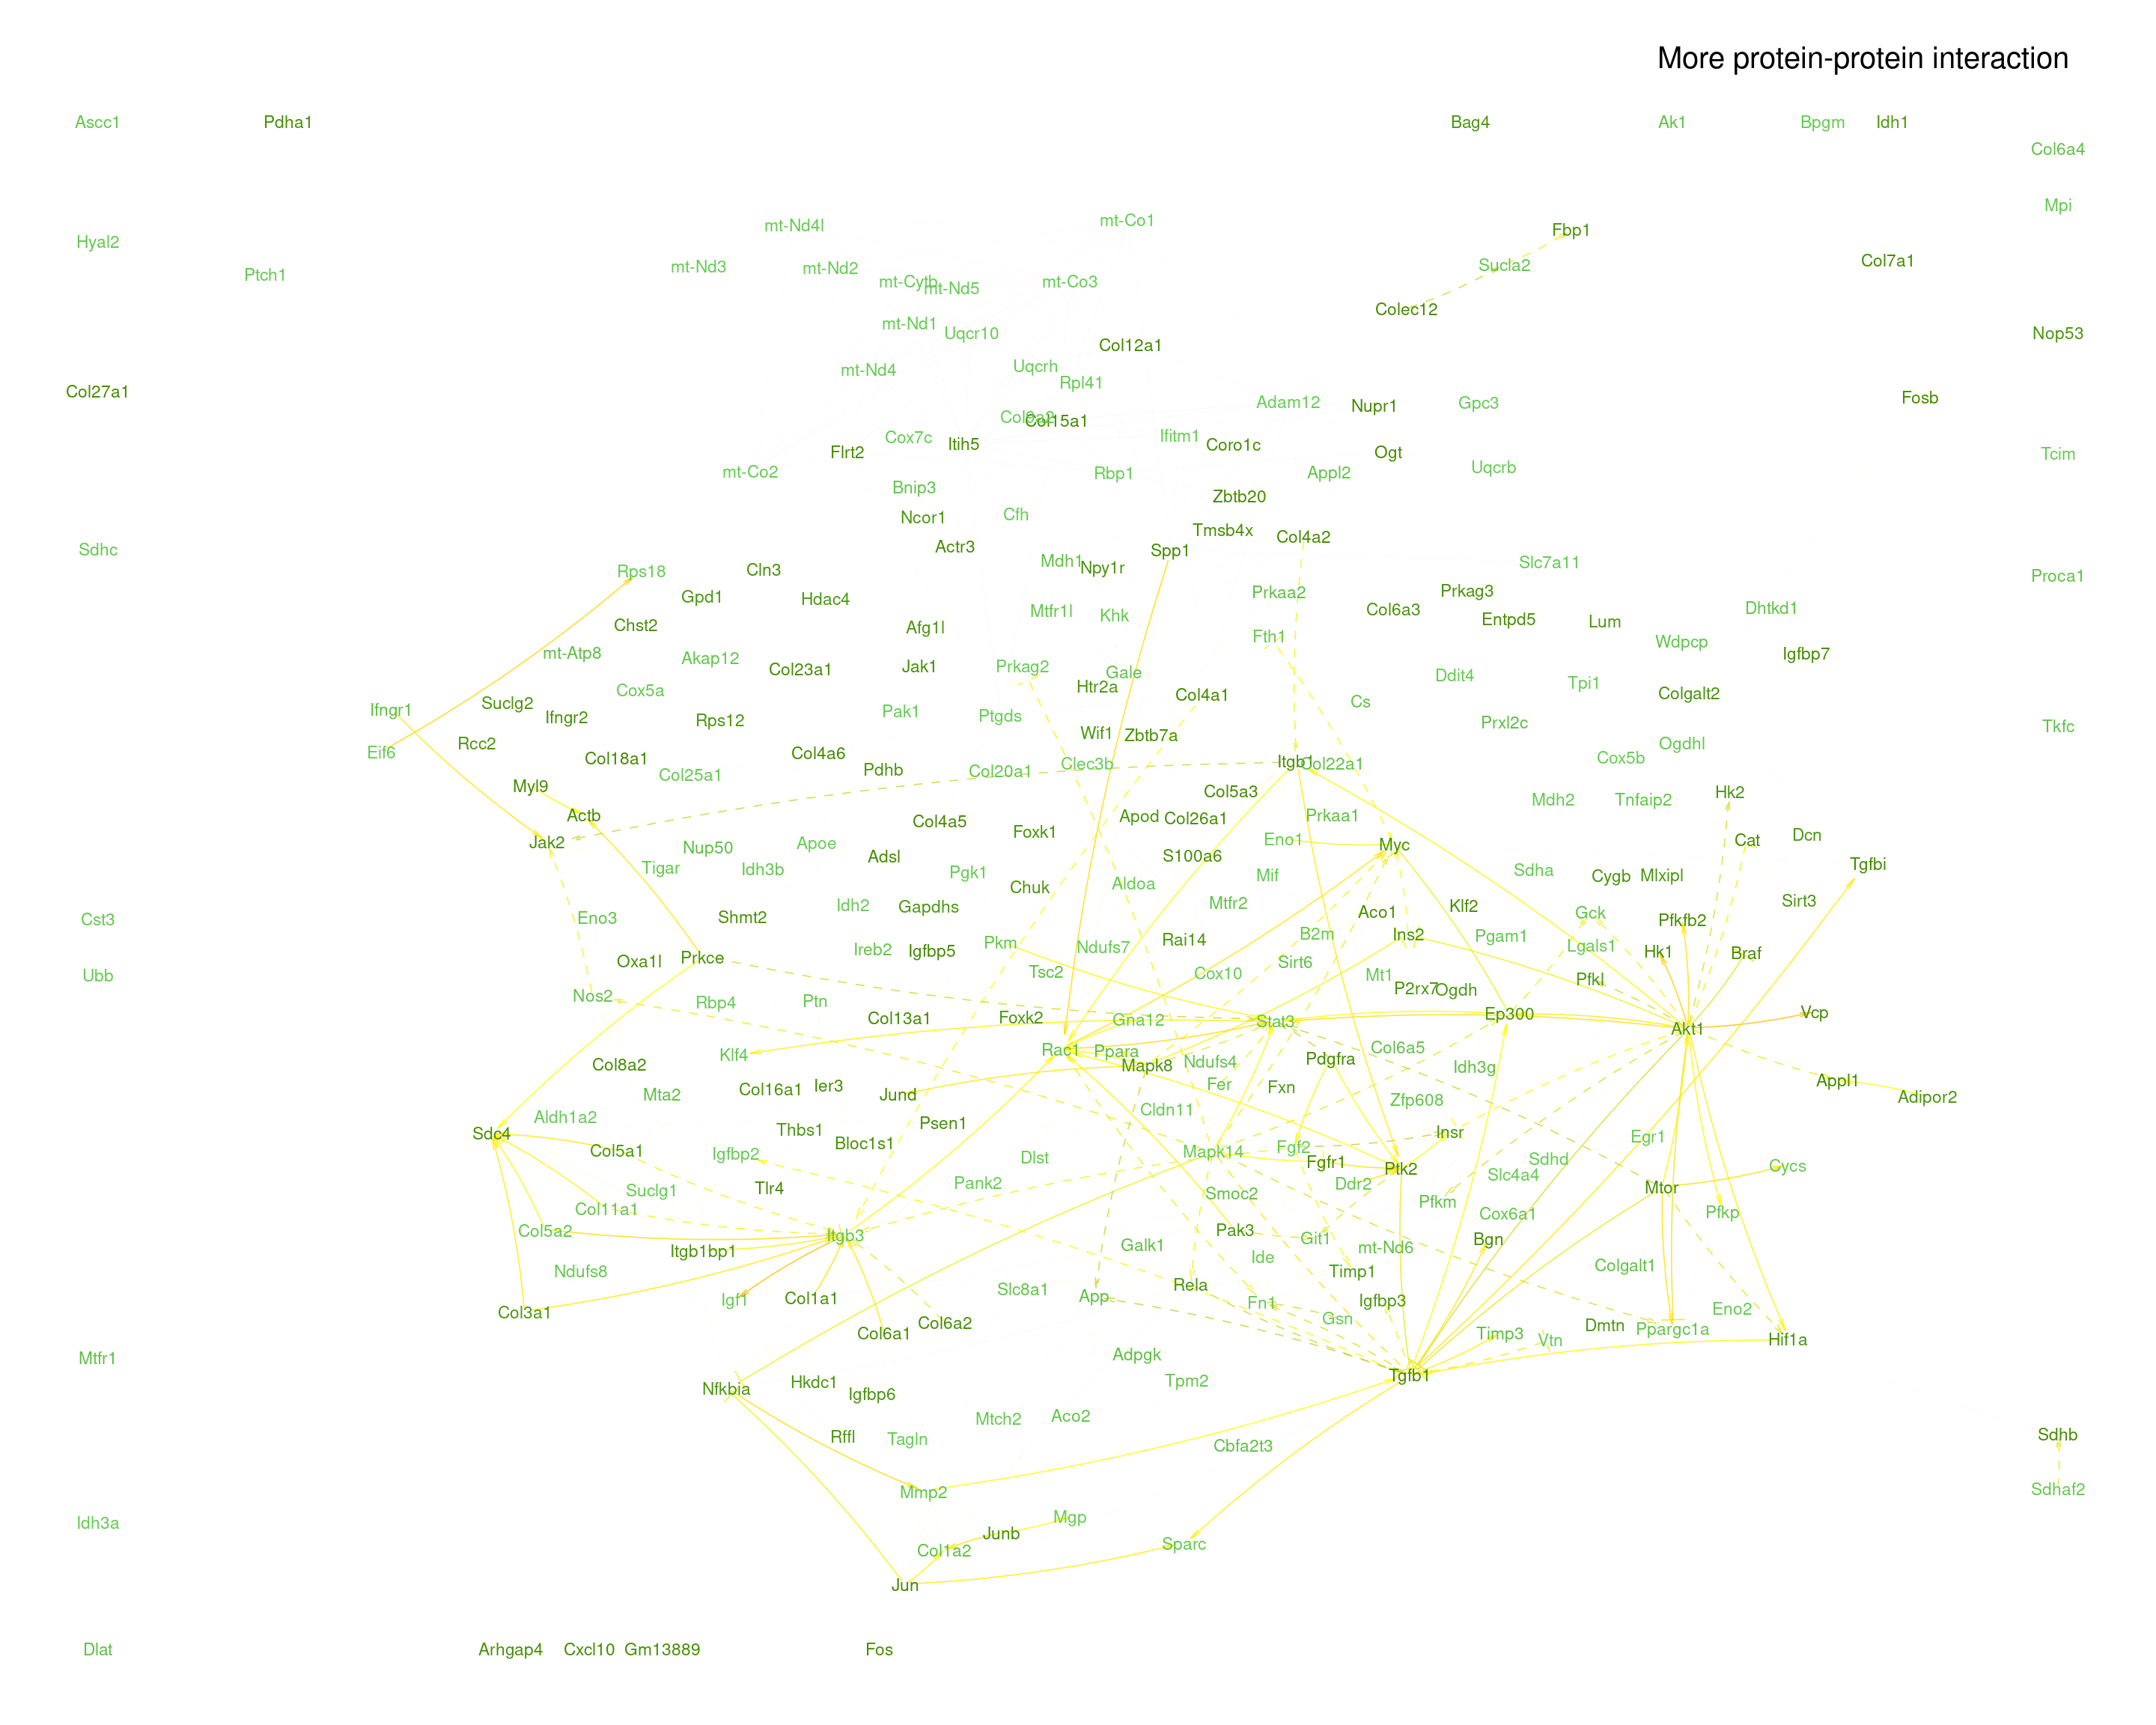 More protein-protein interaction
Ascc1
Pdha1
Bag4
Ak1
Bpgm
Idh1
Col6a4
Mpi
mt-Nd4l
mt-Co1
Fbp1
Hyal2
Ptch1
mt-Nd3
mt-Nd2
mt-Cytb
mt-Nd5
mt-Co3
Sucla2
Col7a1
Colec12
mt-Nd1
Uqcr10
Nop53
Col12a1
mt-Nd4
Uqcrh
Rpl41
Col27a1
Adam12
Nupr1
Gpc3
Fosb
Col9a2
Col15a1
Cox7c
Itih5
Ifitm1
Coro1c
Flrt2
Ogt
Tcim
mt-Co2
Rbp1
Appl2
Uqcrb
Bnip3
Zbtb20
Ncor1
Cfh
Tmsb4x
Col4a2
Sdhc
Actr3
Spp1
Mdh1
Npy1r
Slc7a11
Rps18
Cln3
Proca1
Gpd1
Hdac4
Prkaa2
Prkag3
Mtfr1l
Khk
Col6a3
Dhtkd1
Chst2
Afg1l
Entpd5
Lum
Fth1
Wdpcp
mt-Atp8
Akap12
Col23a1
Jak1
Prkag2
Gale
Igfbp7
Ddit4
Tpi1
Cox5a
Htr2a
Col4a1
Colgalt2
Suclg2
Cs
Ifngr1
Ifngr2
Rps12
Pak1
Ptgds
Prxl2c
Tkfc
Rcc2
Wif1
Zbtb7a
Ogdhl
Eif6
Col18a1
Col4a6
Pdhb
Col20a1
Clec3b
Itgb1
Col22a1
Cox5b
Col25a1
Myl9
Col5a3
Mdh2
Tnfaip2
Hk2
Actb
Col4a5
Foxk1
Apod
Col26a1
Prkaa1
Jak2
Nup50
Apoe
Eno1
Myc
Cat
Dcn
Adsl
S100a6
Tgfbi
Tigar
Idh3b
Pgk1
Chuk
Aldoa
Mif
Sdha
Cygb
Mlxipl
Cst3
Eno3
Shmt2
Idh2
Gapdhs
Mtfr2
Aco1
Klf2
Gck
Pfkfb2
Sirt3
Oxa1l
Prkce
Ireb2
Igfbp5
Pkm
Ndufs7
Rai14
B2m
Ins2
Pgam1
Lgals1
Hk1
Braf
Ubb
Tsc2
Cox10
Sirt6
Mt1
Pfkl
Nos2
Rbp4
Ptn
P2rx7
Ogdh
Col13a1
Foxk2
Gna12
Stat3
Ep300
Akt1
Vcp
Klf4
Rac1
Ppara
Mapk8
Ndufs4
Pdgfra
Col6a5
Idh3g
Col8a2
Mta2
Col16a1
Ier3
Jund
Fer
Fxn
Zfp608
Appl1
Adipor2
Aldh1a2
Cldn11
Sdc4
Thbs1
Bloc1s1
Psen1
Insr
Egr1
Col5a1
Igfbp2
Dlst
Mapk14
Fgf2
Fgfr1
Ptk2
Sdhd
Cycs
Suclg1
Tlr4
Pank2
Smoc2
Ddr2
Pfkm
Slc4a4
Mtor
Col11a1
Cox6a1
Pfkp
Col5a2
Itgb3
Pak3
Git1
Bgn
Itgb1bp1
Galk1
Ide
mt-Nd6
Ndufs8
Timp1
Colgalt1
Igf1
Col1a1
Slc8a1
App
Rela
Fn1
Igfbp3
Col3a1
Col6a2
Gsn
Eno2
Col6a1
Timp3
Vtn
Dmtn
Ppargc1a
Hif1a
Mtfr1
Adpgk
Nfkbia
Hkdc1
Igfbp6
Tpm2
Tgfb1
Mtch2
Aco2
Rffl
Tagln
Cbfa2t3
Sdhb
Mmp2
Sdhaf2
Idh3a
Mgp
Junb
Col1a2
Sparc
Jun
Dlat
Arhgap4
Cxcl10
Gm13889
Fos